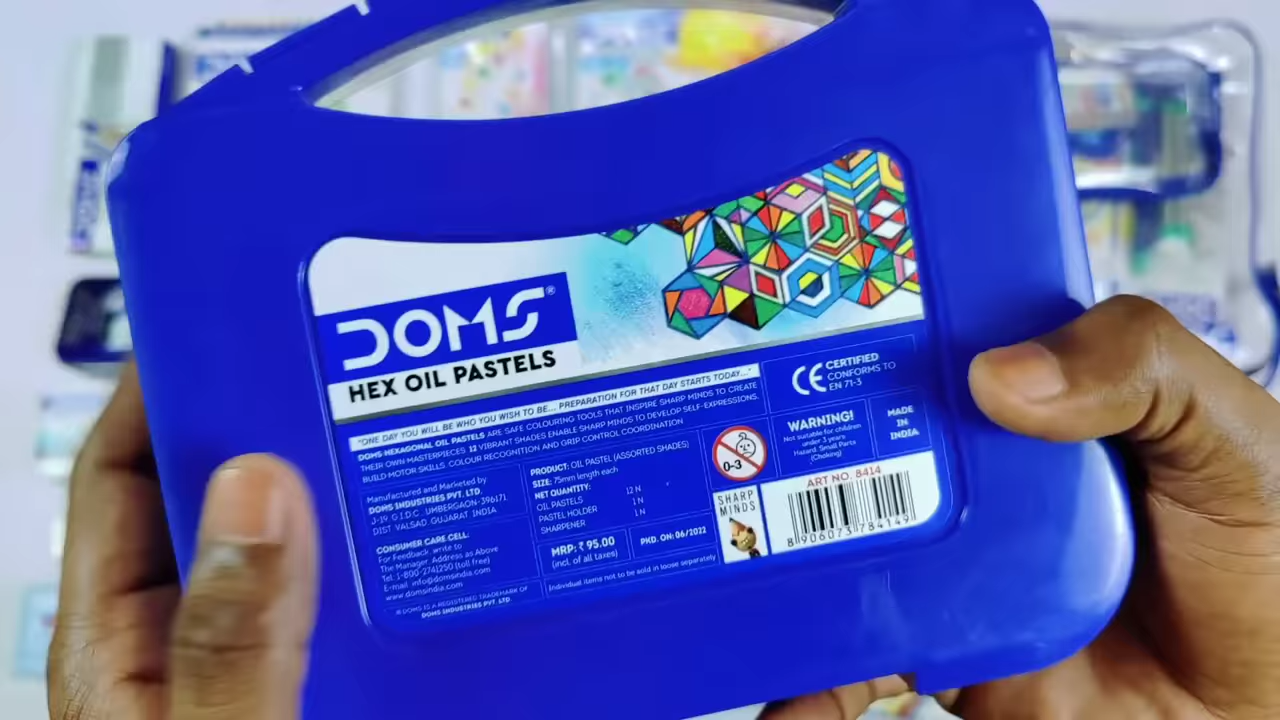 DOMS®
HEX OIL PASTELS
"ONE DAY YOU WILL BE WHO YOU WISH TO BE... PREPARATION FOR THAT DAY STARTS TODAY..."
DOMS HEXAGONAL OIL PASTELS ARE SAFE COLOURING TOOLS THAT INSPIRE SHARP MINDS TO CREATE
THEIR OWN MASTERPIECES. 12 VIBRANT SHADES ENABLE SHARP MINDS TO DEVELOP SELF-EXPRESSIONS,
BUILD MOTOR SKILLS, COLOUR RECOGNITION AND GRIP CONTROL COORDINATION
Manufactured and Marketed by
DOMS INDUSTRIES PVT. LTD.
J-19, G.I.D.C., UMBERGAON-396171,
DIST. VALSAD, GUJARAT, INDIA
CONSUMER CARE CELL:
For Feedback, write to
The Manager, Address as Above
Tel: 1-800-2741250 (toll free)
E-mail: info@domsindia.com
www.domsindia.com
® DOMS IS A REGISTERED TRADEMARK OF
DOMS INDUSTRIES PVT. LTD.
PRODUCT: OIL PASTEL (ASSORTED SHADES)
SIZE: 75mm length each
NET QUANTITY:
OIL PASTELS 12 N
PASTEL HOLDER 1 N
SHARPENER 1 N
MRP: ₹ 95.00
(incl. of all taxes)
PKD. ON: 06/2022
Individual items not to be sold in loose separately
CE CERTIFIED
CONFORMS TO
EN 71-3
0-3
WARNING!
Not suitable for children
under 3 years
Hazard. Small Parts
(Choking)
MADE
IN
INDIA
SHARP
MINDS
ART NO. 8414
8 906073 784149